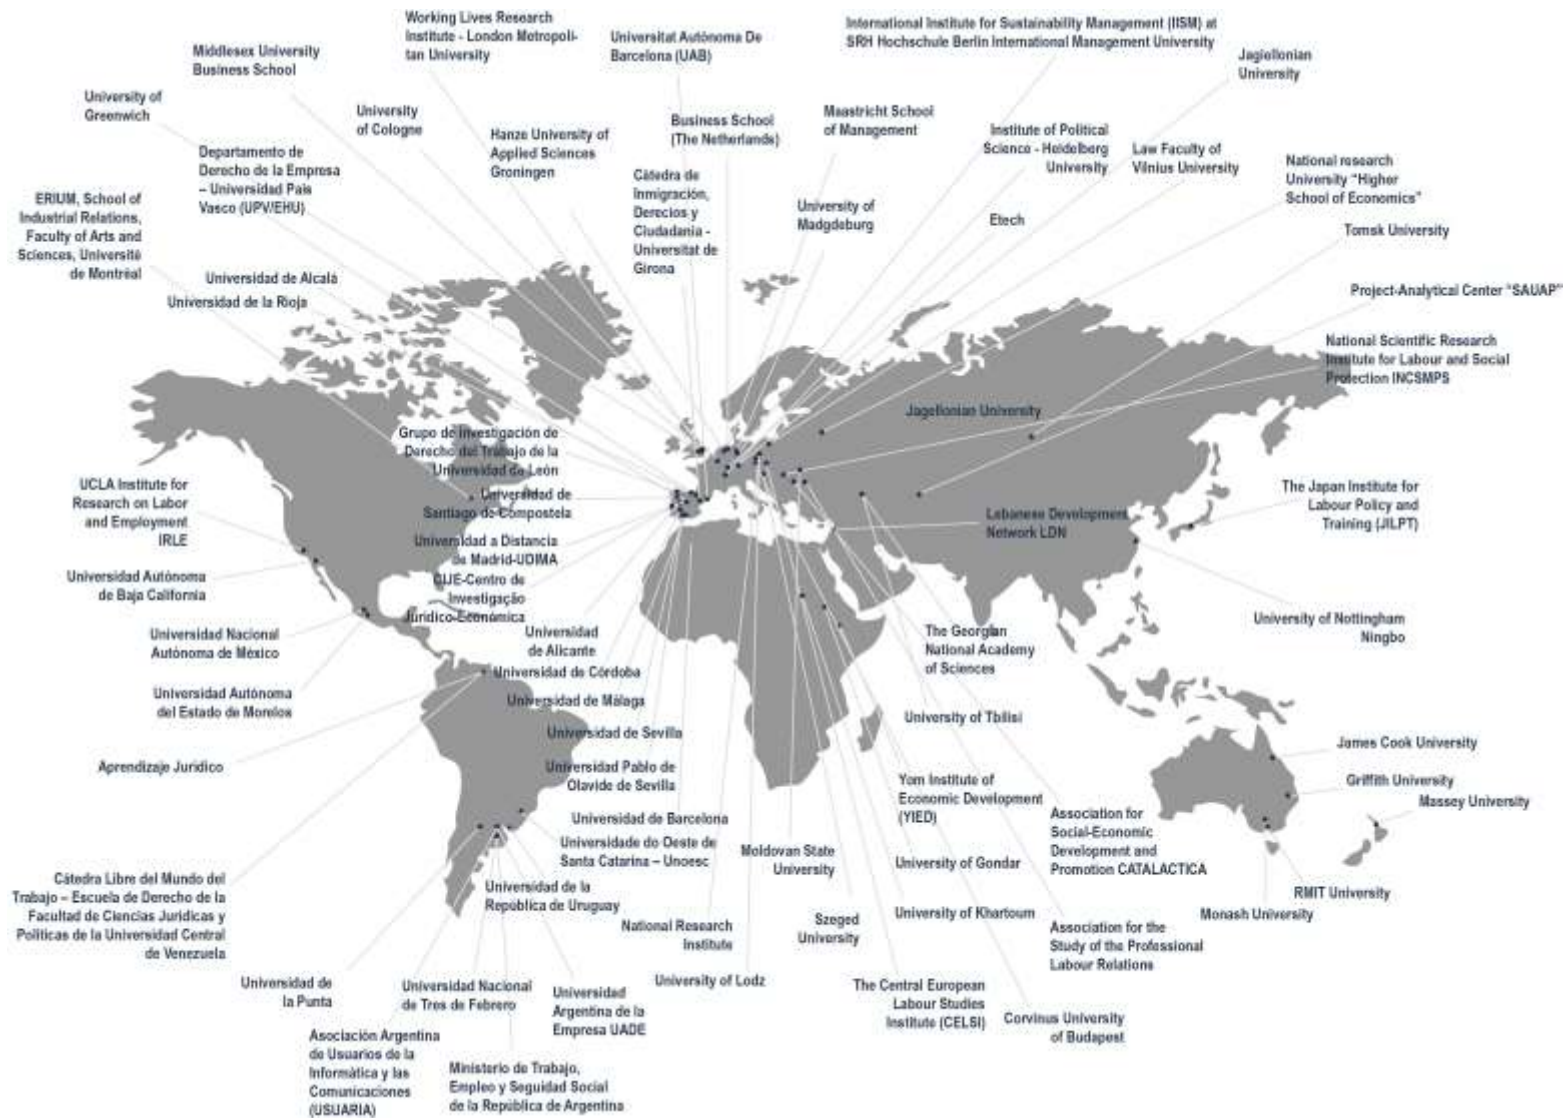 Working Lives Research
Institute - London Metropoli-
tan University
Universitat Autónoma De
Barcelona (UAB)
International Institute for Sustainability Management (IISM) at
SRH Hochschule Berlin International Management University
Middlesex University
Business School
Jagiellonian
University
University of
Greenwich
University
of Cologne
Hanze University of
Applied Sciences
Groningen
Business School
(The Netherlands)
Maastricht School
of Management
Institute of Political
Science - Heidelberg
University
Law Faculty of
Vilnius University
National research
University "Higher
School of Economics"
Departamento de
Derecho de la Empresa
– Universidad Pais
Vasco (UPV/EHU)
Cátedra de
Inmigración,
Derecios y
Ciudadania -
Universitat de
Girona
University of
Madgdeburg
Etech
Tomsk University
ERIUM, School of
Industrial Relations,
Faculty of Arts and
Sciences, Université
de Montréal
Universidad de Alcalá
Universidad de la Rioja
Project-Analytical Center "SAUAP"
National Scientific Research
Institute for Labour and Social
Protection INCSMPS
Jagellonian University
Grupo de Investigación de
Derecho del Trabajo de la
Universidad de León
Universidad de
Santiago de Compostela
UCLA Institute for
Research on Labor
and Employment
IRLE
The Japan Institute for
Labour Policy and
Training (JILPT)
Lebanese Development
Network LDN
Universidad a Distancia
de Madrid-UDIMA
CIJE-Centro de
Investigação
Jurídico-Económica
Universidad Autónoma
de Baja California
Universidad Nacional
Autónoma de México
Universidad
de Alicante
The Georgian
National Academy
of Sciences
University of Nottingham
Ningbo
Universidad de Córdoba
Universidad Autónoma
del Estado de Morelos
Universidad de Málaga
University of Tbilisi
Universidad de Sevilla
James Cook University
Aprendizaje Jurídico
Universidad Pablo de
Olavide de Sevilla
Yom Institute of
Economic Development
(YIED)
Griffith University
Massey University
Universidad de Barcelona
Association for
Social-Economic
Development and
Promotion CATALACTICA
Universidade do Oeste de
Santa Catarina – Unoesc
Moldovan State
University
University of Gondar
Cátedra Libre del Mundo del
Trabajo – Escuela de Derecho de la
Facultad de Ciencias Jurídicas y
Políticas de la Universidad Central
de Venezuela
Universidad de la
República de Uruguay
RMIT University
Monash University
University of Khartoum
National Research
Institute
Szeged
University
Association for the
Study of the Professional
Labour Relations
University of Lodz
Universidad de
la Punta
Universidad Nacional
de Tres de Febrero
Universidad
Argentina de la
Empresa UADE
The Central European
Labour Studies
Institute (CELSI)
Corvinus University
of Budapest
Asociación Argentina
de Usuarios de la
Informática y las
Comunicaciones
(USUARIA)
Ministerio de Trabajo,
Empleo y Seguidad Social
de la República de Argentina